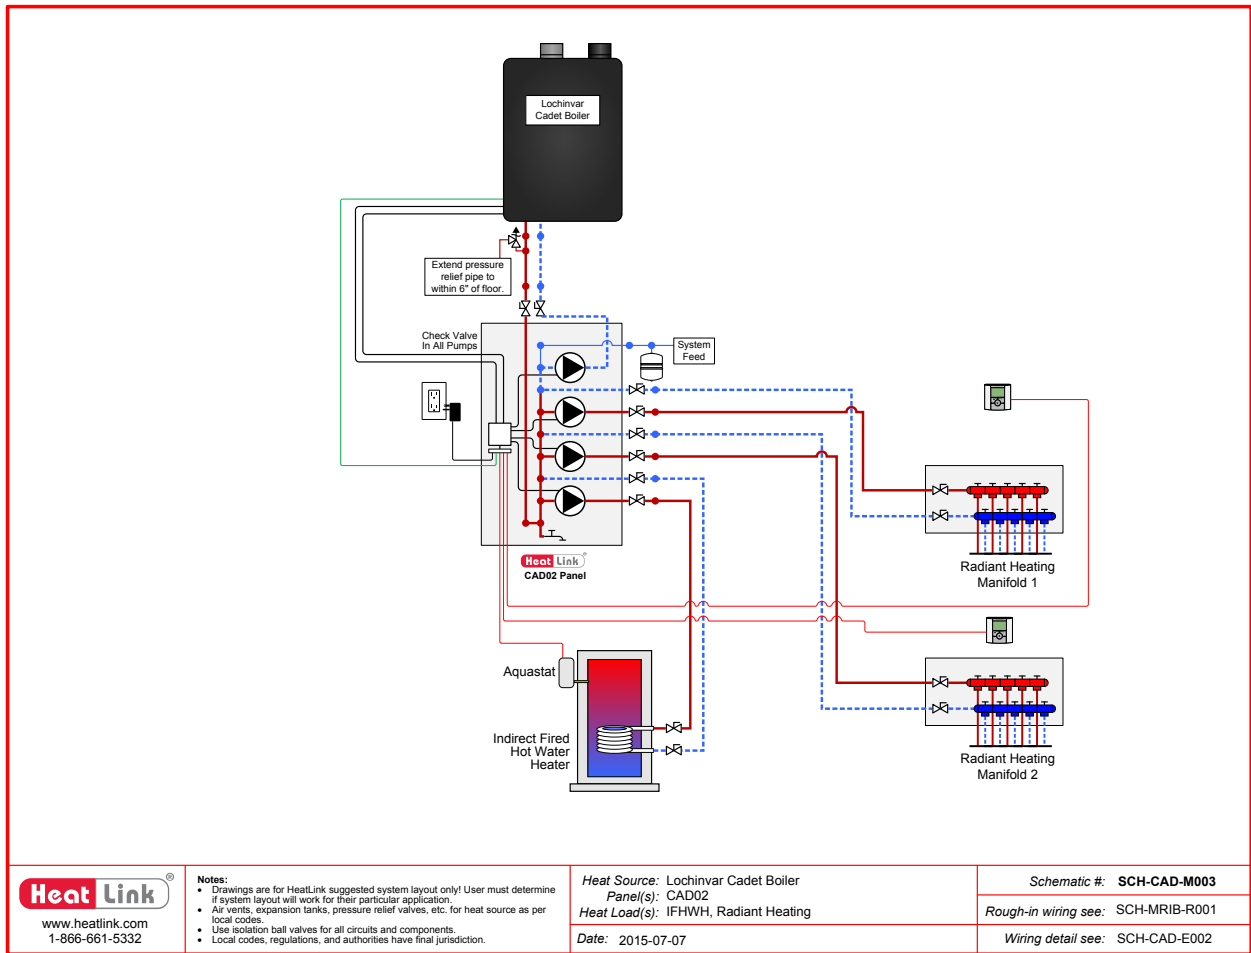 Lochinvar
Cadet Boiler
Extend pressure
relief pipe to
within 6" of floor.
Check Valve
In All Pumps
System
Feed
Heat Link®
CAD02 Panel
Radiant Heating
Manifold 1
Aquastat
Indirect Fired
Hot Water
Heater
Radiant Heating
Manifold 2
Heat Link®
www.heatlink.com
1-866-661-5332
Notes:
• Drawings are for HeatLink suggested system layout only! User must determine
if system layout will work for their particular application.
• Air vents, expansion tanks, pressure relief valves, etc. for heat source as per
local codes.
• Use isolation ball valves for all circuits and components.
• Local codes, regulations, and authorities have final jurisdiction.
Heat Source: Lochinvar Cadet Boiler
Panel(s): CAD02
Heat Load(s): IFHWH, Radiant Heating
Date: 2015-07-07
Schematic #: SCH-CAD-M003
Rough-in wiring see: SCH-MRIB-R001
Wiring detail see: SCH-CAD-E002